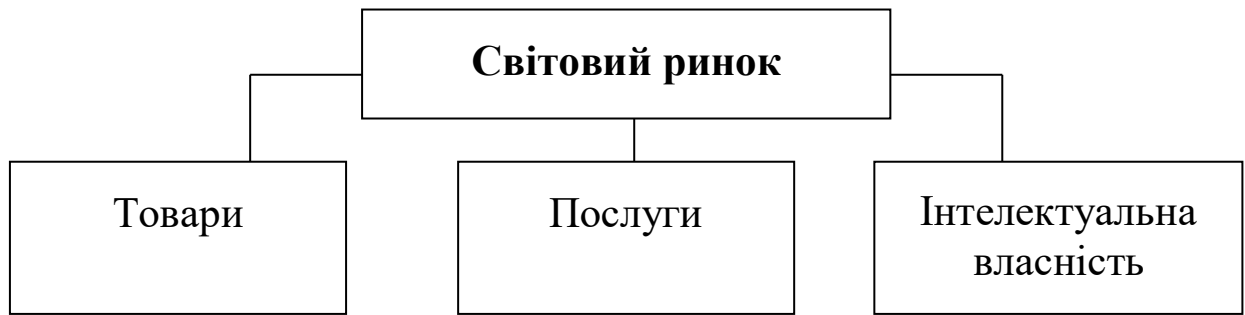 Світовий ринок
Товари
Послуги
Інтелектуальна
власність